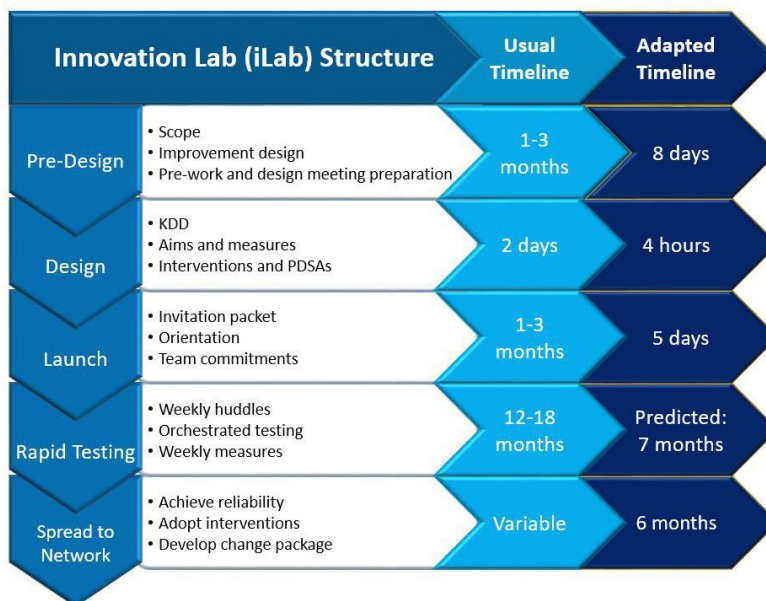 Innovation Lab (iLab) Structure
Usual
Timeline
Adapted
Timeline
Pre-Design
• Scope
• Improvement design
• Pre-work and design meeting preparation
1-3
months
8 days
Design
• KDD
• Aims and measures
• Interventions and PDSAs
2 days
4 hours
Launch
• Invitation packet
• Orientation
• Team commitments
1-3
months
5 days
Rapid Testing
• Weekly huddles
• Orchestrated testing
• Weekly measures
12-18
months
Predicted:
7 months
Spread to
Network
• Achieve reliability
• Adopt interventions
• Develop change package
Variable
6 months